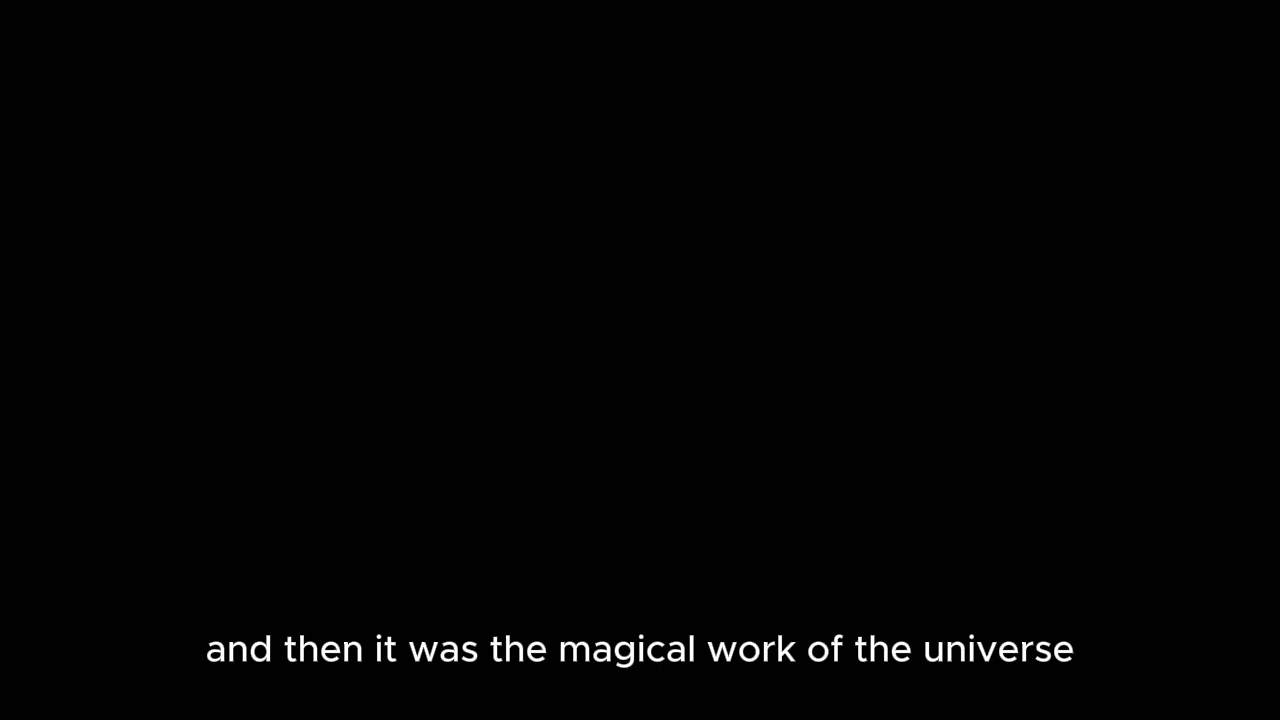 and then it was the magical work of the universe